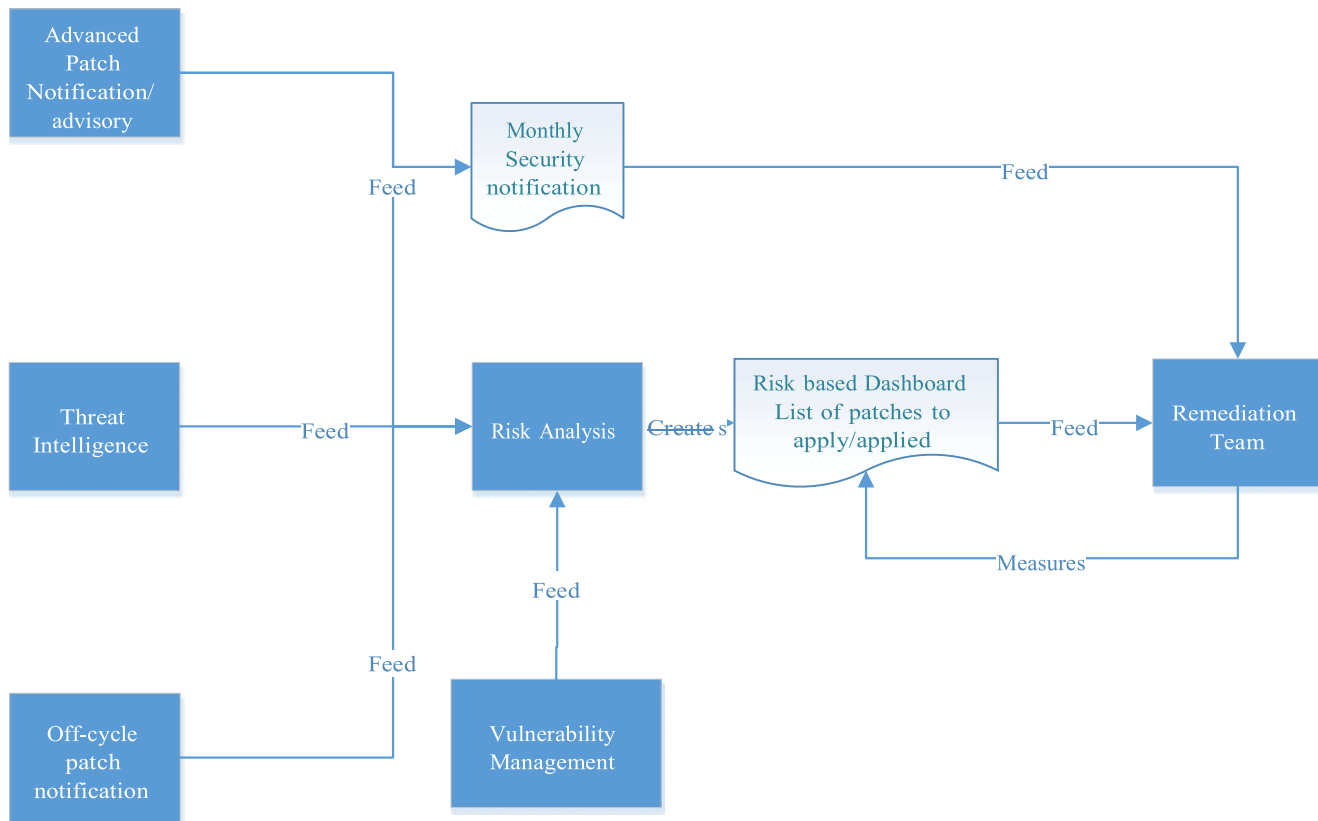 Advanced
Patch
Notification/
advisory
Monthly
Security
notification
Feed
Feed
Threat
Intelligence
Feed
Risk Analysis
Create s
Risk based Dashboard
List of patches to
apply/applied
Feed
Remediation
Team
Measures
Feed
Feed
Off-cycle
patch
notification
Vulnerability
Management